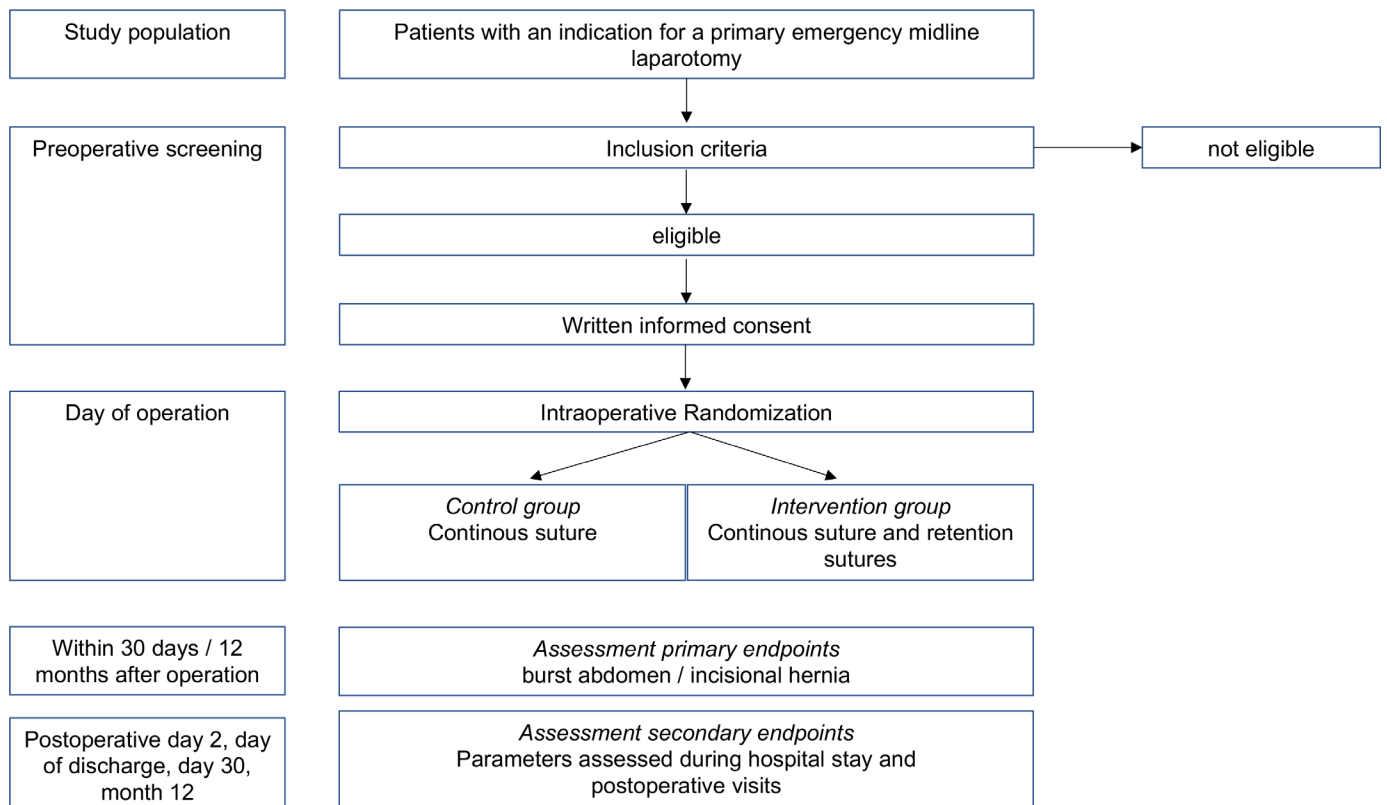 Study population
Patients with an indication for a primary emergency midline
laparotomy
Preoperative screening
Inclusion criteria
not eligible
eligible
Written informed consent
Day of operation
Intraoperative Randomization
Control group
Continous suture
Intervention group
Continous suture and retention
sutures
Within 30 days / 12
months after operation
Assessment primary endpoints
burst abdomen / incisional hernia
Postoperative day 2, day
of discharge, day 30,
month 12
Assessment secondary endpoints
Parameters assessed during hospital stay and
postoperative visits